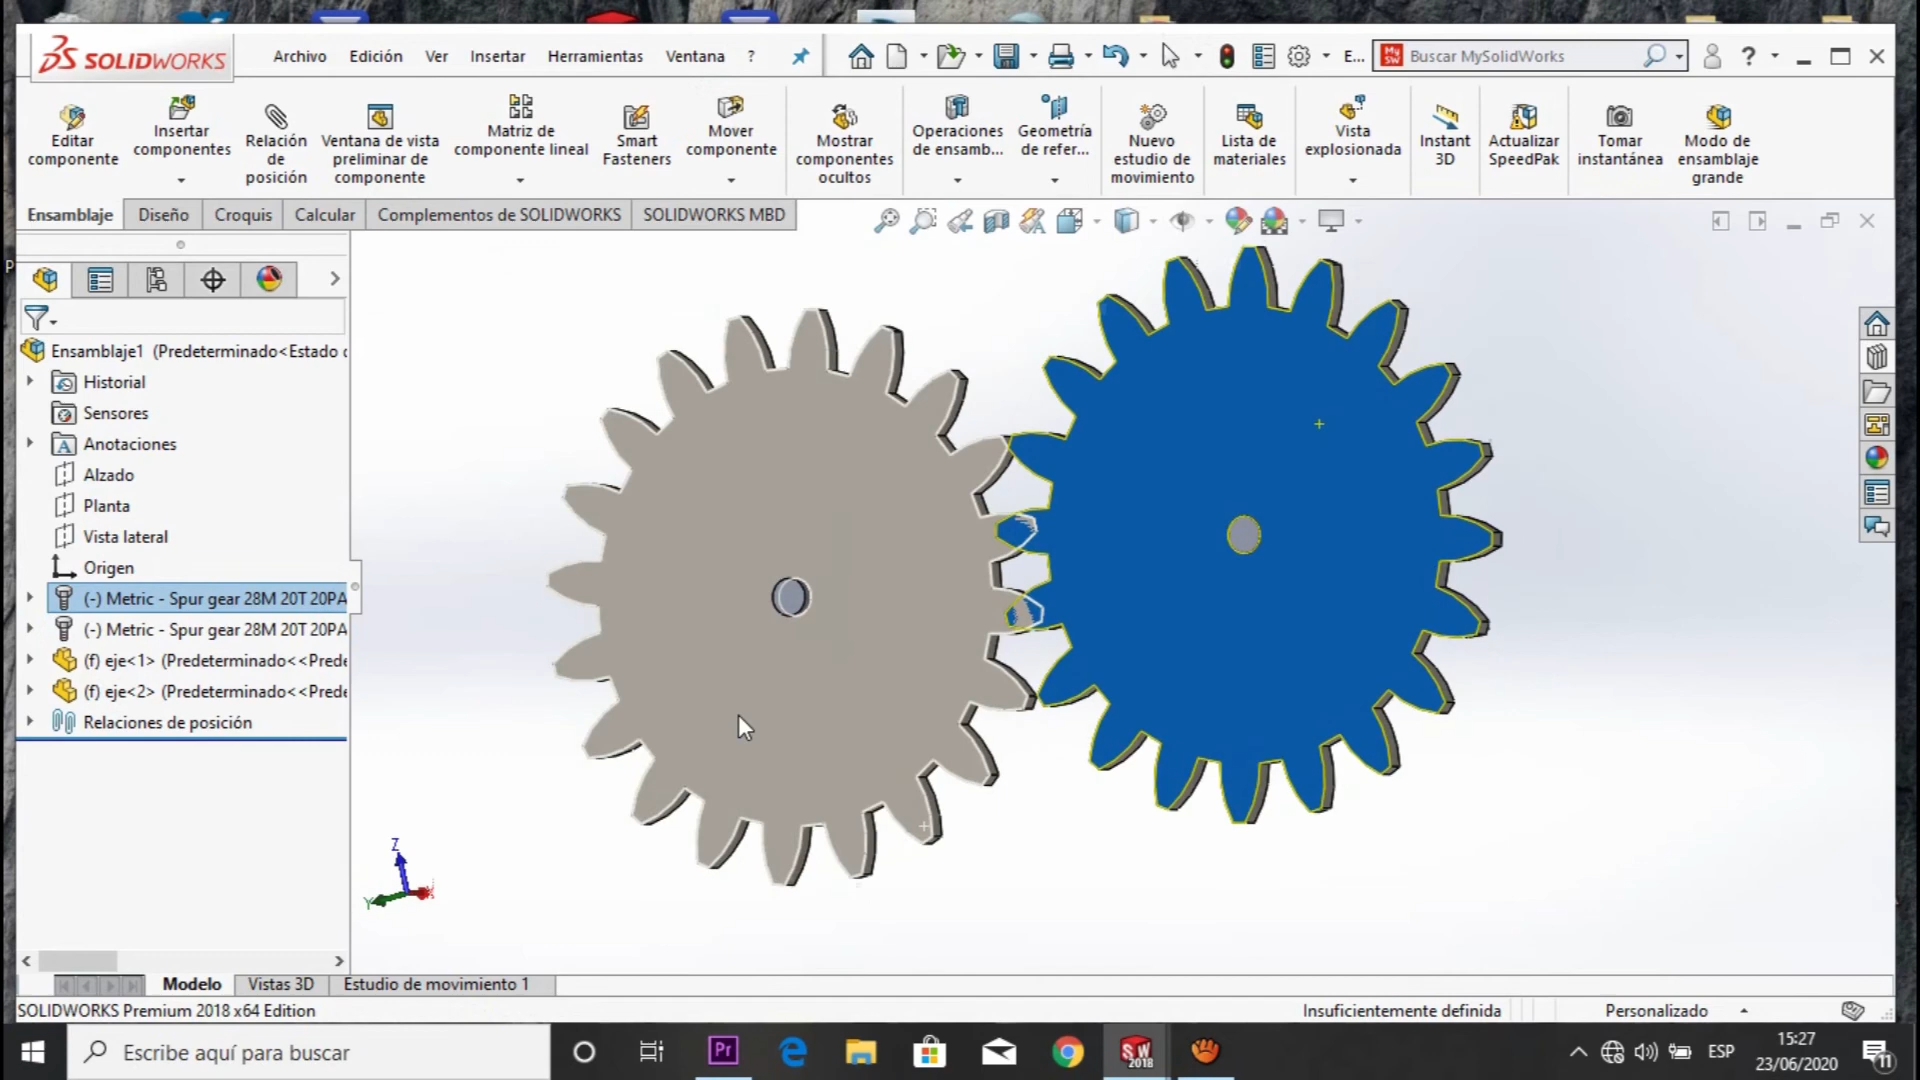 SOLIDWORKS
Archivo Edición Ver Insertar Herramientas Ventana ?
E... Buscar MySolidWorks
Editar componente
Insertar componentes
Relación de posición
Ventana de vista preliminar de componente
Matriz de componente lineal
Smart Fasteners
Mover componente
Mostrar componentes ocultos
Operaciones de ensamb...
Geometría de refer...
Nuevo estudio de movimiento
Lista de materiales
Vista explosionada
Instant 3D
Actualizar SpeedPak
Tomar instantánea
Modo de ensamblaje grande
Ensamblaje Diseño Croquis Calcular Complementos de SOLIDWORKS SOLIDWORKS MBD
Ensamblaje1 (Predeterminado<Estado
Historial
Sensores
Anotaciones
Alzado
Planta
Vista lateral
Origen
(-) Metric - Spur gear 28M 20T 20PA
(-) Metric - Spur gear 28M 20T 20PA
(f) eje<1> (Predeterminado<<Prede
(f) eje<2> (Predeterminado<<Prede
Relaciones de posición
Z
Y
Modelo Vistas 3D Estudio de movimiento 1
SOLIDWORKS Premium 2018 x64 Edition Insuficientemente definida Personalizado
Escribe aquí para buscar
Pr
SW 2018
ESP
15:27
23/06/2020
11